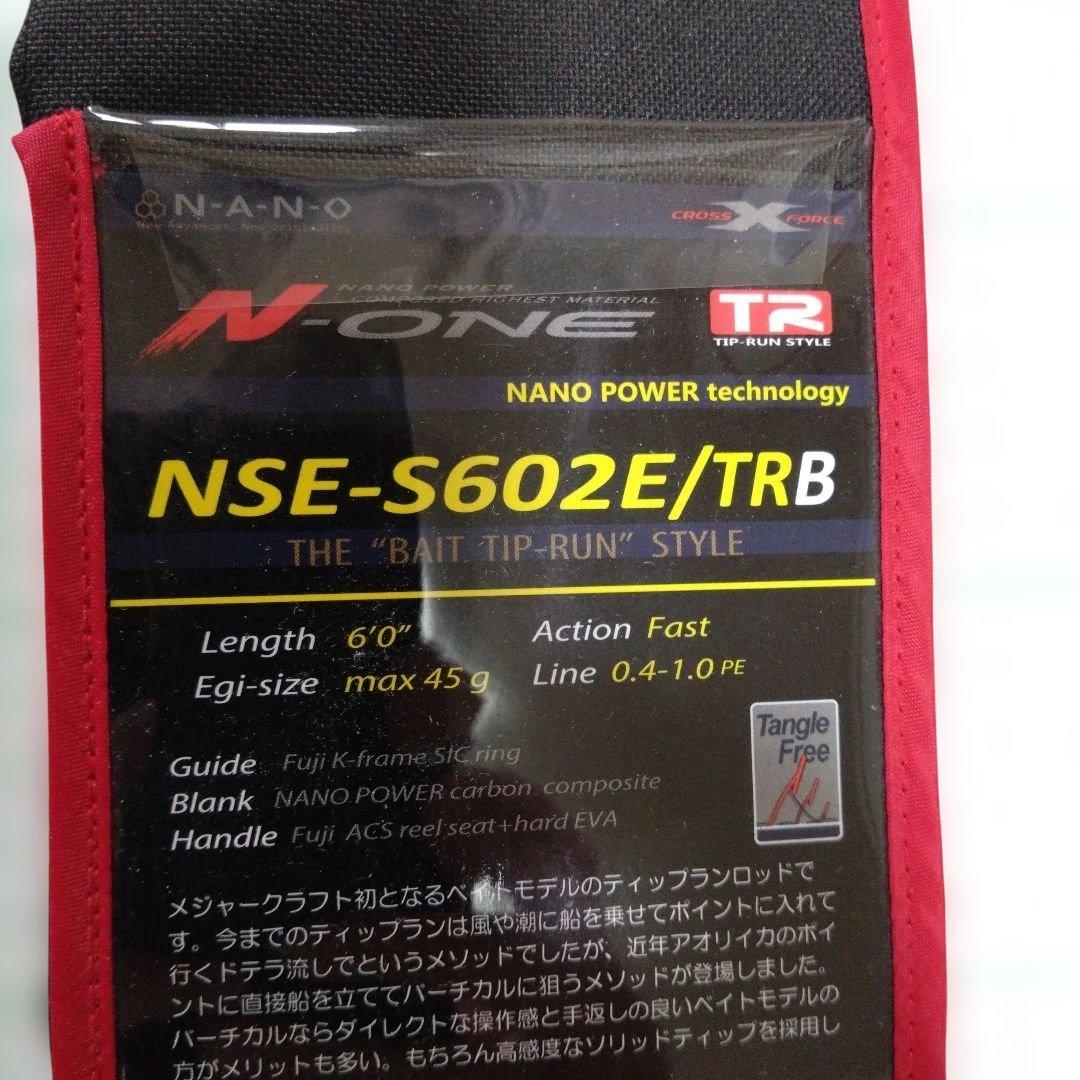 N-A-N-O
New Advances, New Originality
CROSS X FORCE
NANO POWER
COMPOSED HIGHEST MATERIAL
N-ONE
TR
TIP-RUN STYLE
NANO POWER technology
NSE-S602E/TRB
THE “BAIT TIP-RUN” STYLE
Length 6'0" Action Fast
Egi-size max 45 g Line 0.4-1.0 PE
Tangle
Free
Guide Fuji K-frame SIC ring
Blank NANO POWER carbon composite
Handle Fuji ACS reel seat+hard EVA
メジャークラフト初となるベイトモデルのティップランロッドで
す。今までのティップランは風や潮に船を乗せてポイントに入れて
行くドテラ流しでというメソッドでしたが、近年アオリイカのポイ
ントに直接船を立ててバーチカルに狙うメソッドが登場しました。
バーチカルならダイレクトな操作感と手返しの良いベイトモデルの
方がメリットも多い。もちろん高感度なソリッドティップを採用し